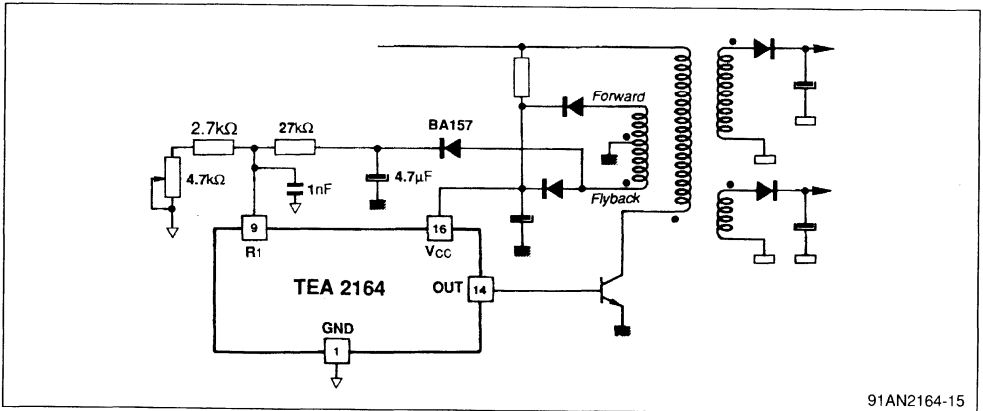 Forward
BA157
2.7kΩ
27kΩ
4.7kΩ
1nF
4.7µF
Flyback
9
16
R1
VCC
TEA 2164
OUT
14
GND
1
91AN2164-15